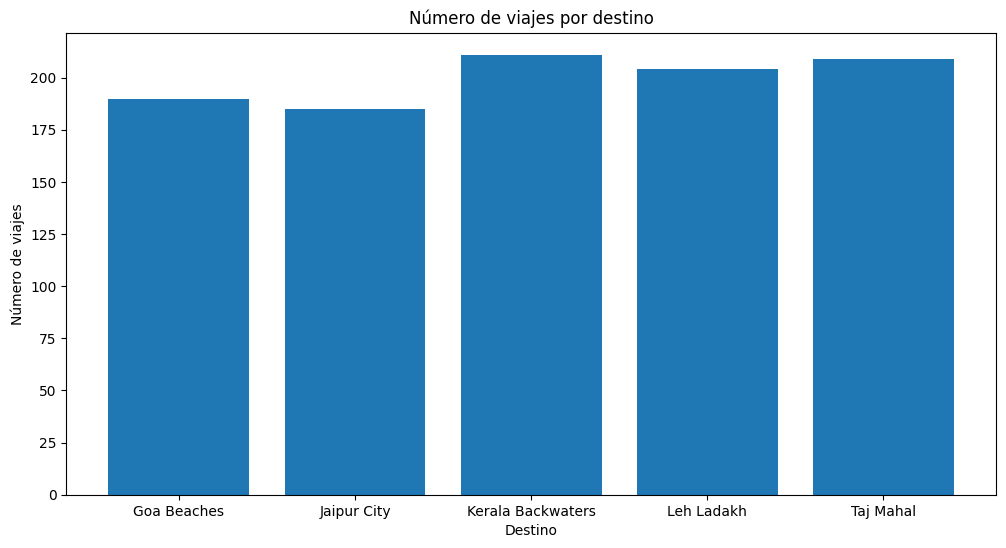 Número de viajes por destino
Número de viajes
200
175
150
125
100
75
50
25
0
Goa Beaches
Jaipur City
Kerala Backwaters
Leh Ladakh
Taj Mahal
Destino